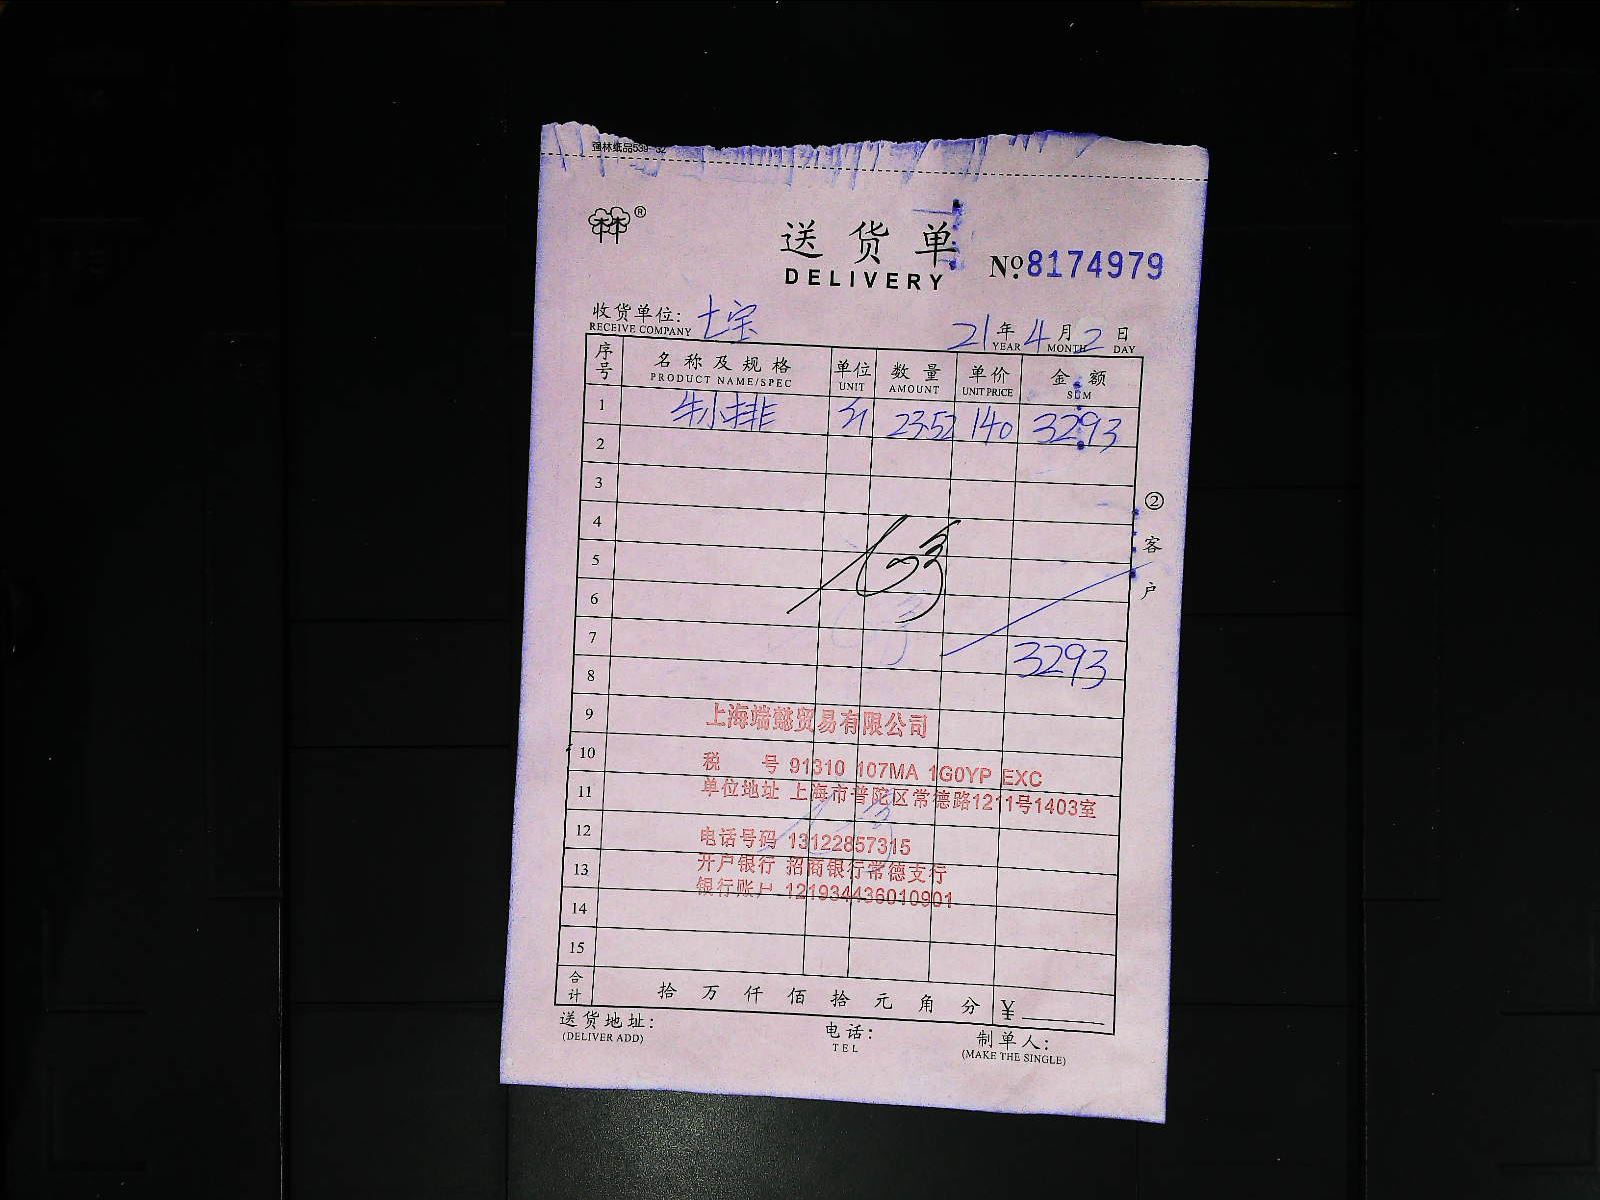 强林纸品539-32
林林®
送货单
DELIVERY
№8174979
收货单位: 七宝
RECEIVE COMPANY
21年4月2日
YEAR MONTH DAY
序号 名称及规格 单位 数量 单价 金额
PRODUCT NAME/SPEC UNIT AMOUNT UNIT PRICE SUM
1 牛小排 23.52 140 3293
2
3
4
5
6
7 3293
8
9
10
11
12
13
14
15
上海端懿贸易有限公司
税 号 91310 107MA 1G0YP EXC
单位地址 上海市普陀区常德路1211号1403室
电话号码 13122857315
开户银行 招商银行常德支行
银行账户 121934436010901
合计 拾 万 仟 佰 拾 元 角 分 ¥
送货地址: 电话: 制单人:
(DELIVER ADD) TEL (MAKE THE SINGLE)
② 客户